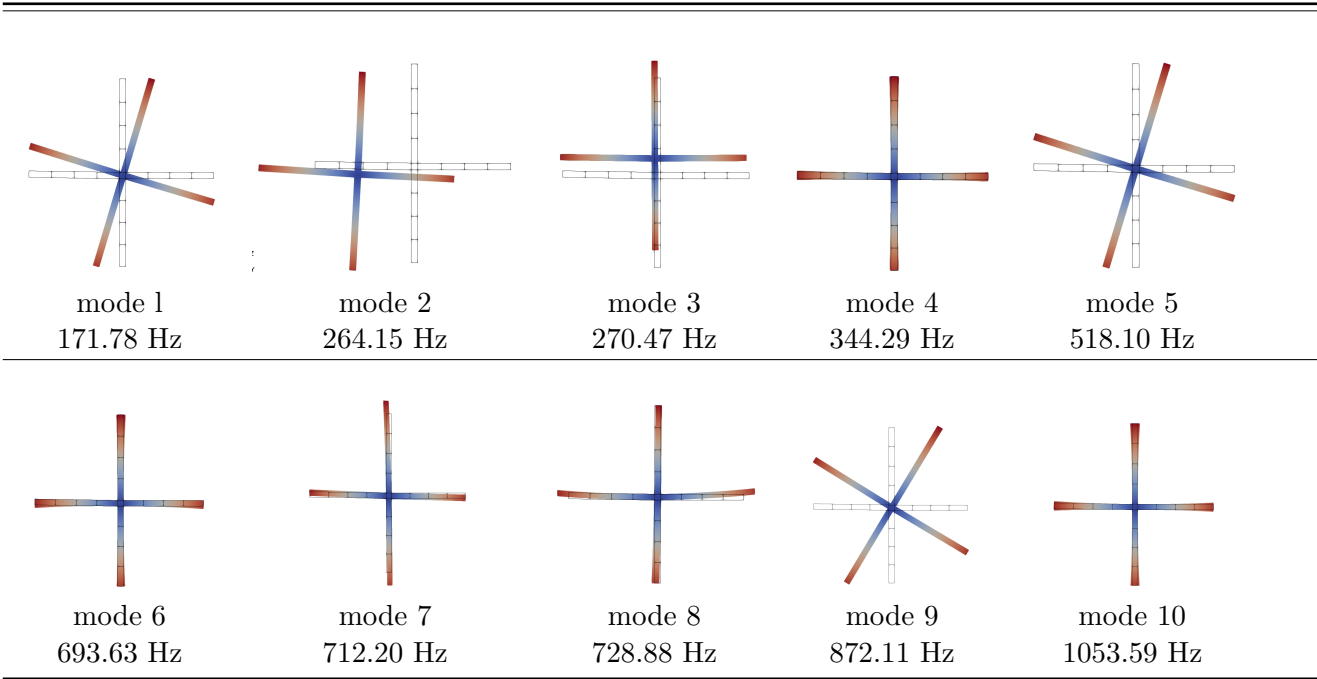 mode l mode 2 mode 3 mode 4 mode 5
171.78 Hz 264.15 Hz 270.47 Hz 344.29 Hz 518.10 Hz
mode 6 mode 7 mode 8 mode 9 mode 10
693.63 Hz 712.20 Hz 728.88 Hz 872.11 Hz 1053.59 Hz